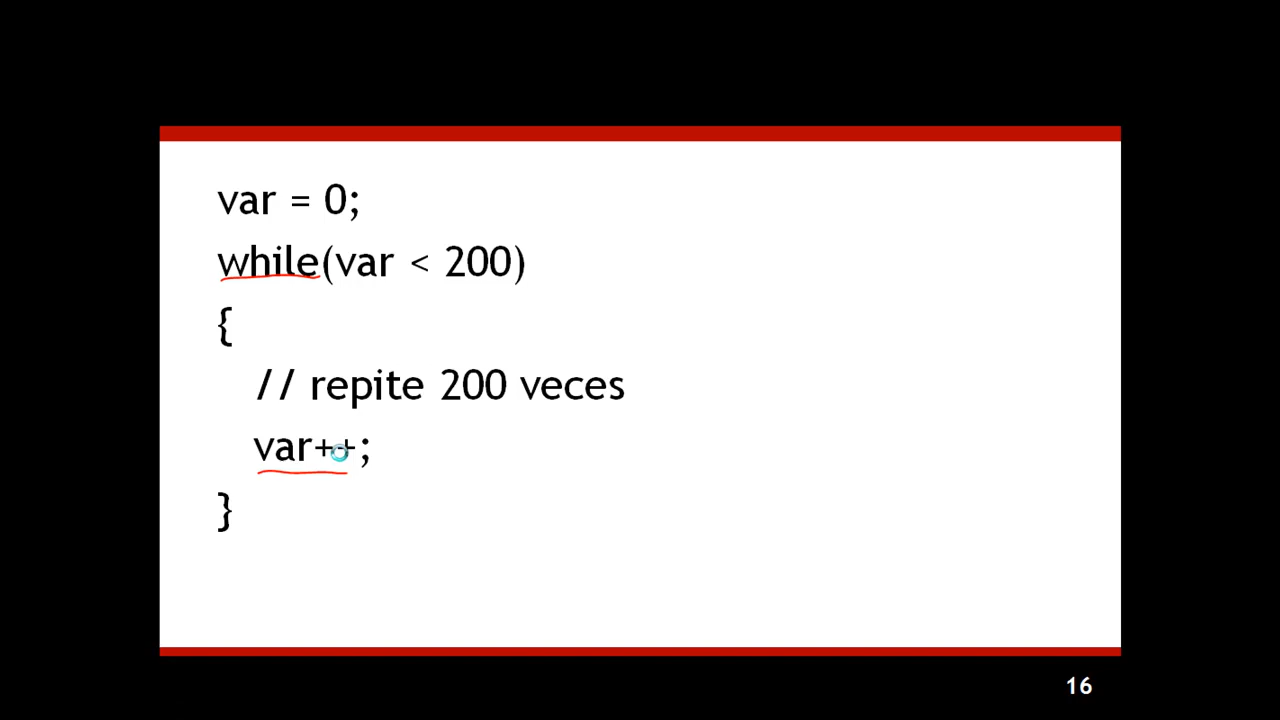 var = 0;
while(var < 200)
{
// repite 200 veces
var++;
}
16